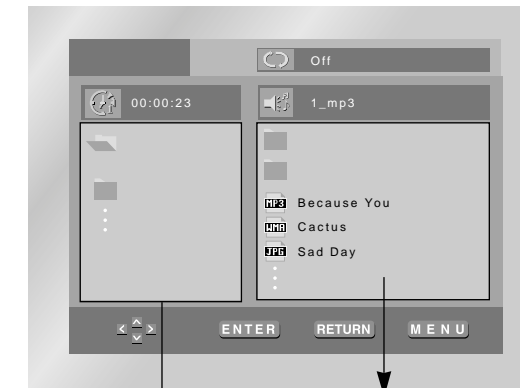 Off
00:00:23
1_mp3
MP3 Because You
WMA Cactus
JPG Sad Day
ENTER RETURN MENU